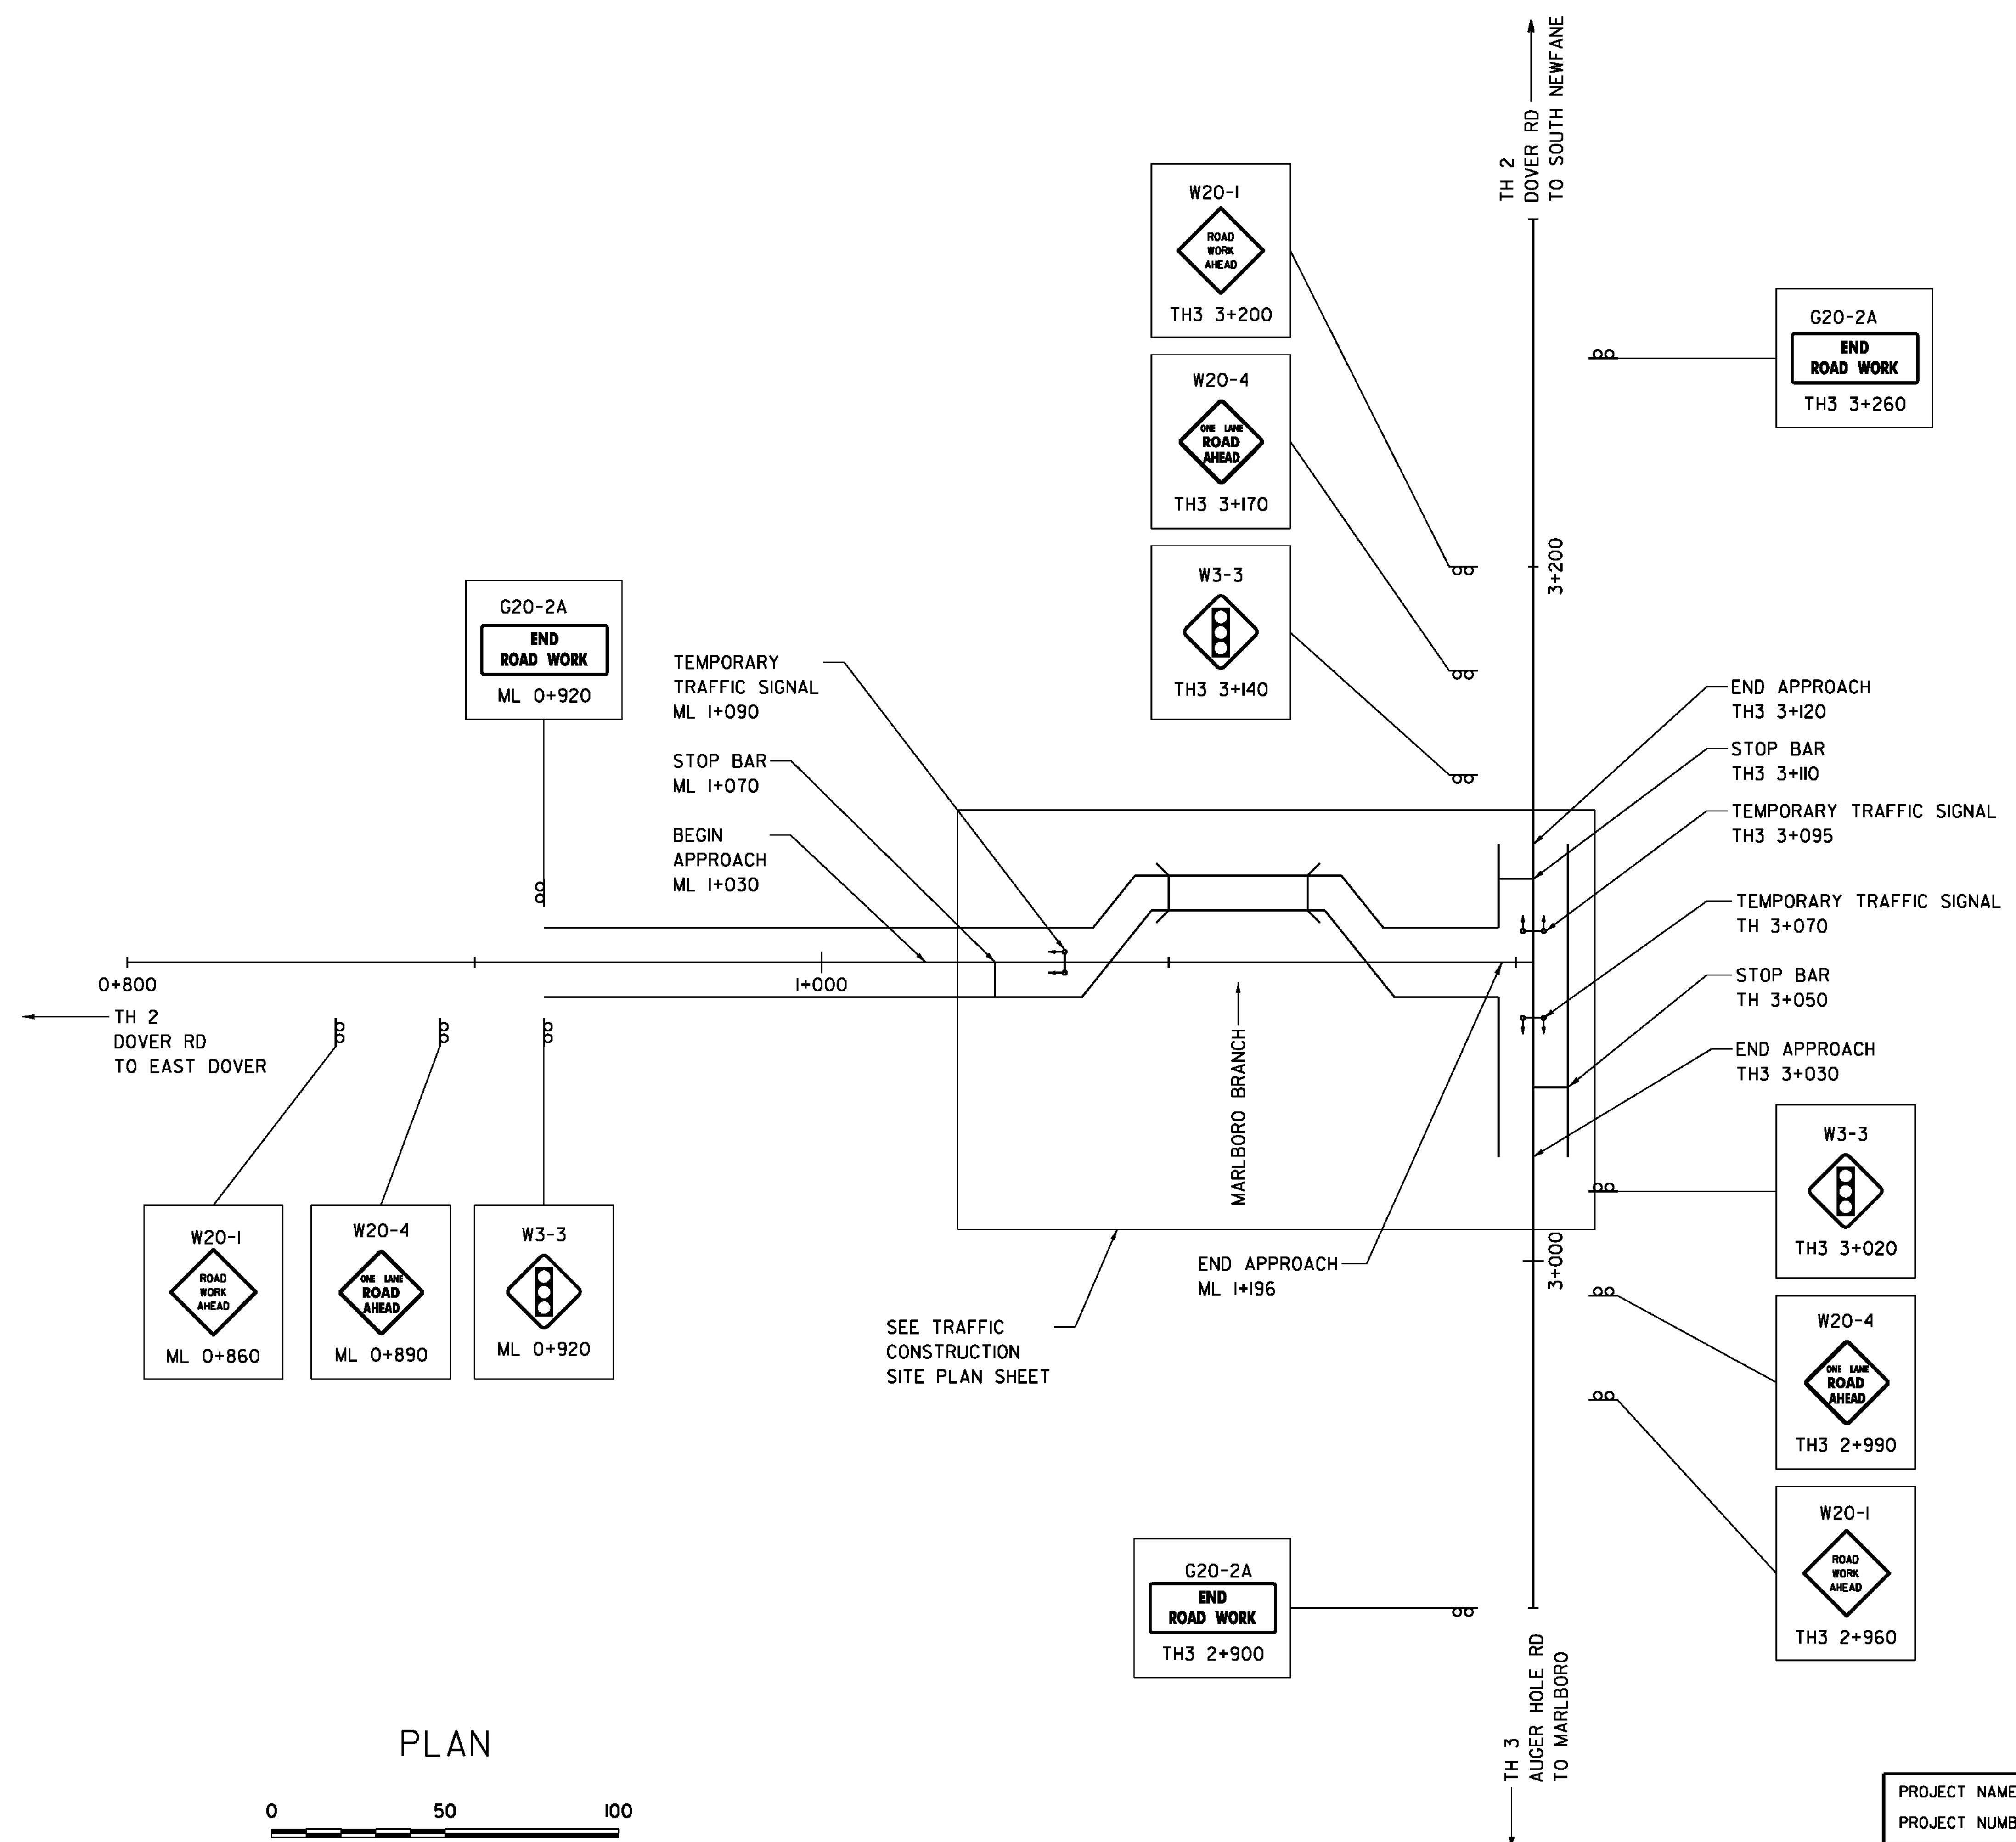 TH 2
DOVER RD
TO SOUTH NEWFANE
W20-1
ROAD
WORK
AHEAD
TH3 3+200
G20-2A
END
ROAD WORK
TH3 3+260
W20-4
ONE LANE
ROAD
AHEAD
TH3 3+170
W3-3
TH3 3+140
3+200
G20-2A
END
ROAD WORK
ML 0+920
TEMPORARY
TRAFFIC SIGNAL
ML 1+090
STOP BAR
ML 1+070
BEGIN
APPROACH
ML 1+030
END APPROACH
TH3 3+120
STOP BAR
TH3 3+110
TEMPORARY TRAFFIC SIGNAL
TH3 3+095
TEMPORARY TRAFFIC SIGNAL
TH 3+070
STOP BAR
TH 3+050
END APPROACH
TH3 3+030
0+800
1+000
TH 2
DOVER RD
TO EAST DOVER
MARLBORO BRANCH
W20-1
ROAD
WORK
AHEAD
ML 0+860
W20-4
ONE LANE
ROAD
AHEAD
ML 0+890
W3-3
ML 0+920
END APPROACH
ML 1+196
3+000
SEE TRAFFIC
CONSTRUCTION
SITE PLAN SHEET
W3-3
TH3 3+020
W20-4
ONE LANE
ROAD
AHEAD
TH3 2+990
W20-1
ROAD
WORK
AHEAD
TH3 2+960
G20-2A
END
ROAD WORK
TH3 2+900
TH 3
AUGER HOLE RD
TO MARLBORO
PLAN
0 50 100
PROJECT NAME
PROJECT NUMB